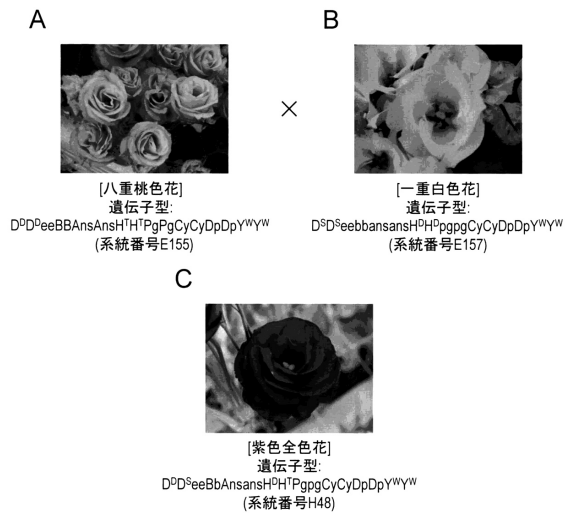 A
B
×
[八重桃色花]
遺伝子型:
DᴰDᴰeeBBAnsAnsHᵀHᵀPgPgCyCyDpDpYᵂYᵂ
(系統番号E155)
[一重白色花]
遺伝子型:
DˢDˢeebbansansHᴰHᴰpgpgCyCyDpDpYᵂYᵂ
(系統番号E157)
C
[紫色全色花]
遺伝子型:
DᴰDˢeeBbAnsansHᴰHᵀPgpgCyCyDpDpYᵂYᵂ
(系統番号H48)